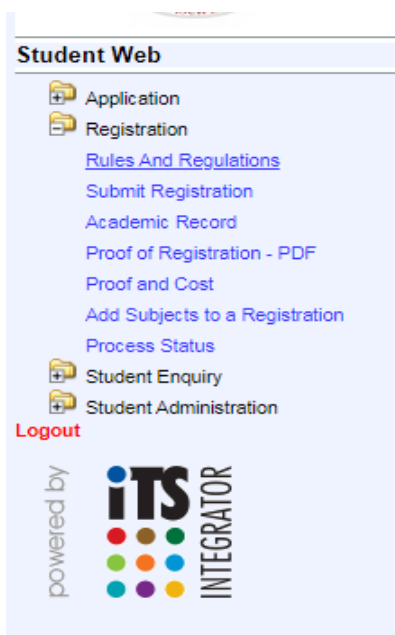 Student Web
Application
Registration
Rules And Regulations
Submit Registration
Academic Record
Proof of Registration - PDF
Proof and Cost
Add Subjects to a Registration
Process Status
Student Enquiry
Student Administration
Logout
powered by
iTS
INTEGRATOR